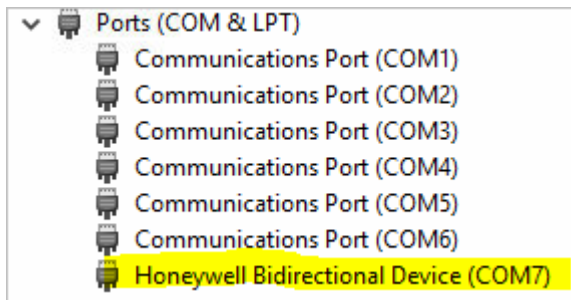 Ports (COM & LPT)
Communications Port (COM1)
Communications Port (COM2)
Communications Port (COM3)
Communications Port (COM4)
Communications Port (COM5)
Communications Port (COM6)
Honeywell Bidirectional Device (COM7)